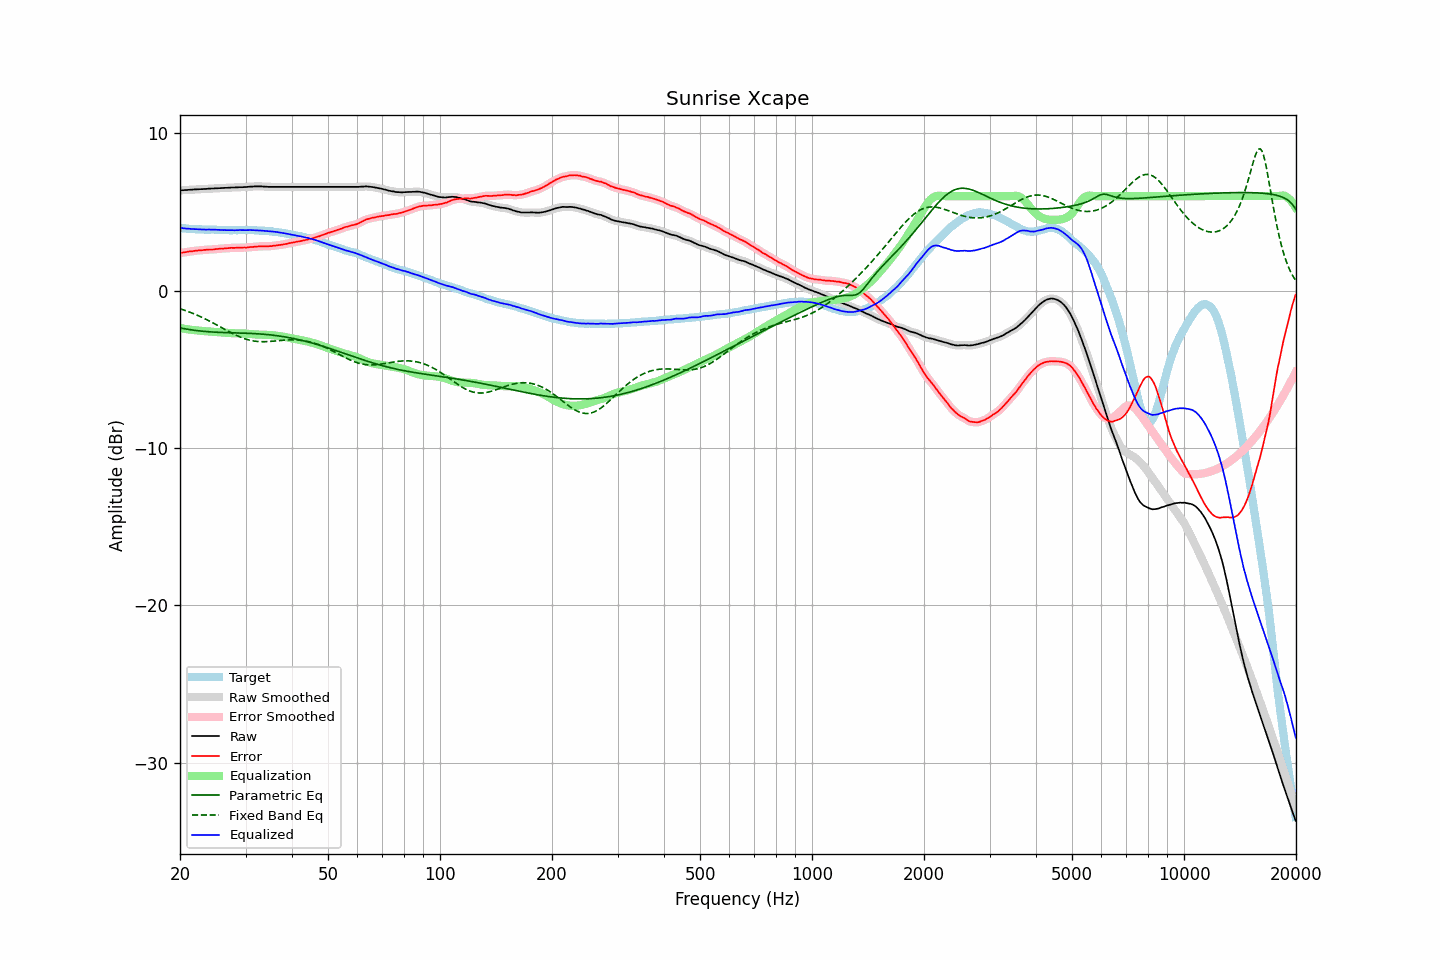 Sunrise Xcape
10
0
−10
−20
−30
Amplitude (dBr)
Target
Raw Smoothed
Error Smoothed
Raw
Error
Equalization
Parametric Eq
Fixed Band Eq
Equalized
20 50 100 200 500 1000 2000 5000 10000 20000
Frequency (Hz)